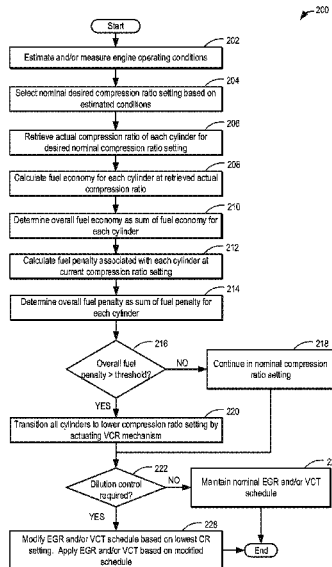 200
Start
202
Estimate and/or measure engine operating conditions
204
Select nominal desired compression ratio setting based on
estimated conditions
206
Retrieve actual compression ratio of each cylinder for
desired nominal compression ratio setting
208
Calculate fuel economy for each cylinder at retrieved actual
compression ratio
210
Determine overall fuel economy as sum of fuel economy for
each cylinder
212
Calculate fuel penalty associated with each cylinder at
current compression ratio setting
214
Determine overall fuel penalty as sum of fuel penalty for
each cylinder
216
Overall fuel
penalty > threshold?
NO
218
Continue in nominal compression
ratio setting
YES
220
Transition all cylinders to lower compression ratio setting by
actuating VCR mechanism
222
Dilution control
required?
NO
2
Maintain nominal EGR and/or VCT
schedule
YES
226
Modify EGR and/or VCT schedule based on lowest CR
setting. Apply EGR and/or VCT based on modified
schedule
End